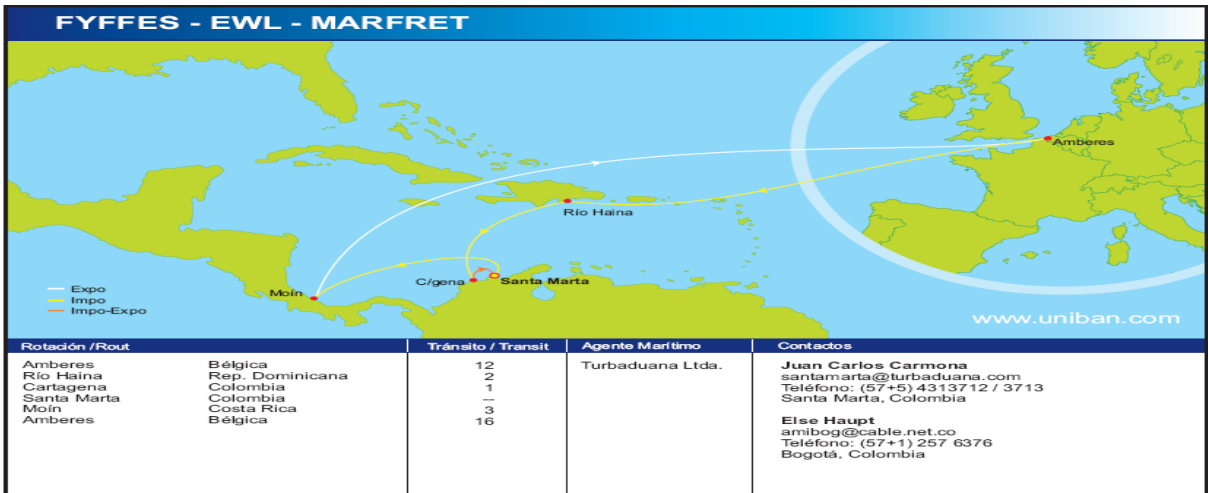 FYFFES - EWL - MARFRET
Amberes
Río Haina
C/gena
Santa Marta
Moín
Expo
Impo
Impo-Expo
www.uniban.com
Rotación /Rout Tránsito / Transit Agente Marítimo Contactos
Amberes Bélgica 12 Turbaduana Ltda. Juan Carlos Carmona
Río Haina Rep. Dominicana 2 santamarta@turbaduana.com
Cartagena Colombia 1 Teléfono: (57+5) 4313712 / 3713
Santa Marta Colombia -- Santa Marta, Colombia
Moín Costa Rica 3
Amberes Bélgica 16 Else Haupt
amibog@cable.net.co
Teléfono: (57+1) 257 6376
Bogotá, Colombia